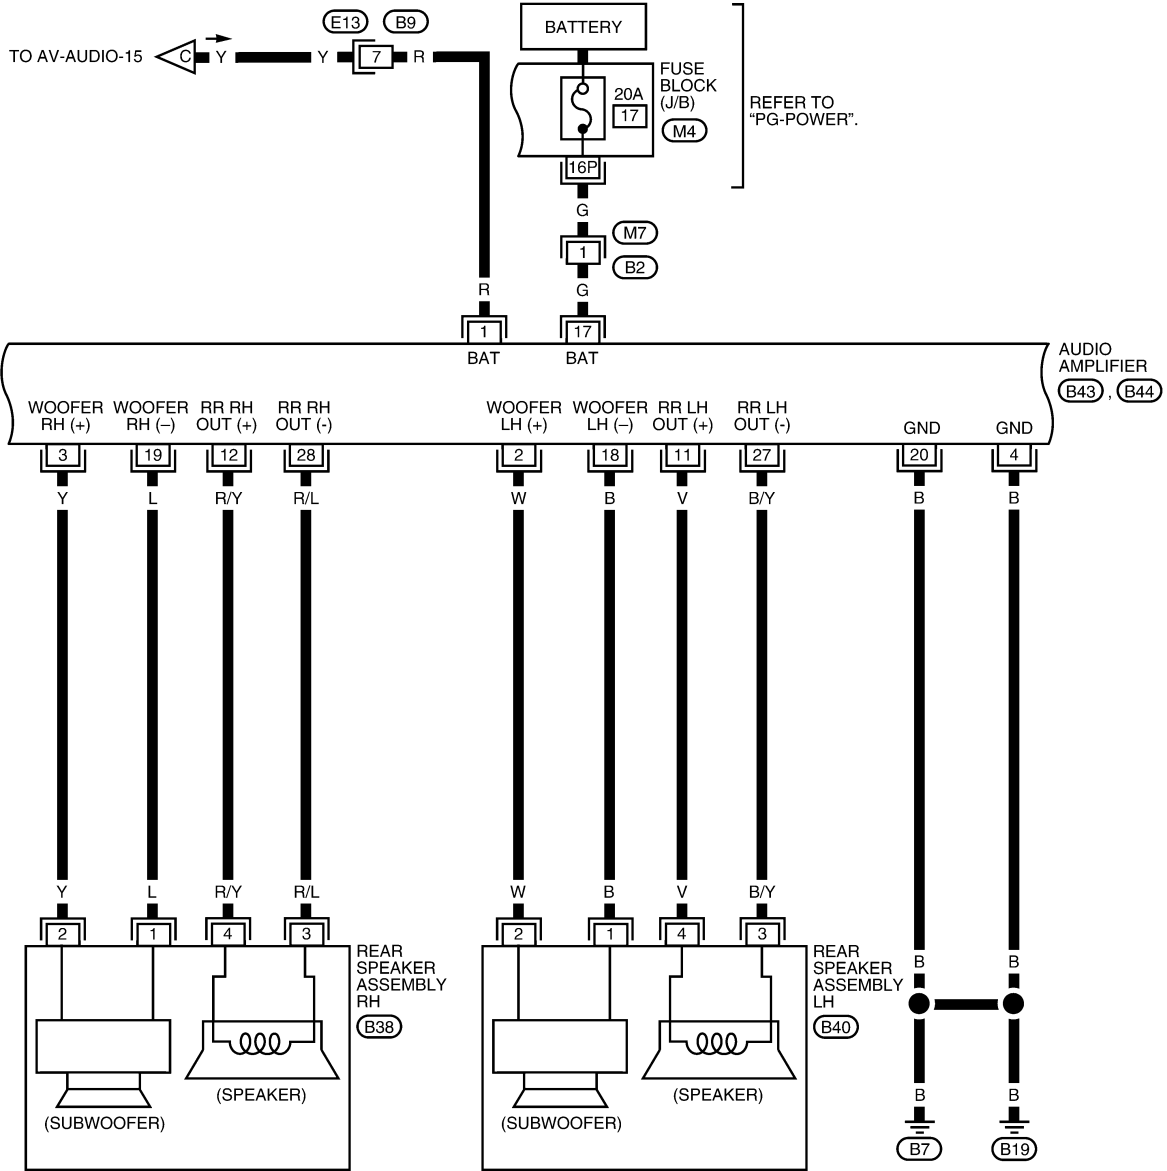 E13 B9
BATTERY
TO AV-AUDIO-15 C Y Y 7 R
FUSE
BLOCK
(J/B)
M4
20A
17
REFER TO
"PG-POWER".
16P
G
M7
1
B2
R G
1 17
BAT BAT
AUDIO
AMPLIFIER
B43 , B44
WOOFER
RH (+)
WOOFER
RH (–)
RR RH
OUT (+)
RR RH
OUT (-)
WOOFER
LH (+)
WOOFER
LH (–)
RR LH
OUT (+)
RR LH
OUT (-)
GND GND
3 19 12 28 2 18 11 27 20 4
Y L R/Y R/L W B V B/Y B B
Y L R/Y R/L W B V B/Y
2 1 4 3 2 1 4 3
REAR
SPEAKER
ASSEMBLY
RH
B38
REAR
SPEAKER
ASSEMBLY
LH
B40
B B
(SPEAKER) (SPEAKER) B B
(SUBWOOFER) (SUBWOOFER)
B7 B19